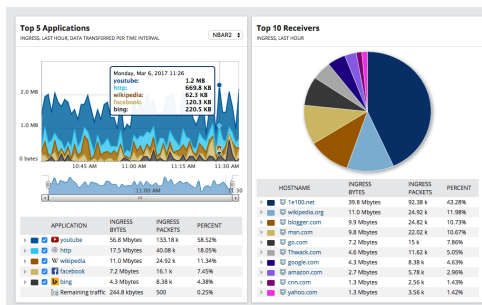 Top 5 Applications
INGRESS, LAST HOUR, DATA TRANSFERRED PER TIME INTERVAL
NBAR2
Monday, Mar 6, 2017 11:26
youtube: 1.2 MB
http: 669.8 KB
wikipedia: 62.3 KB
facebook: 120.3 KB
bing: 220.5 KB
2.0 MB
1.0 MB
0 bytes
10:45 AM 11:00 AM 11:15 AM 11:30 AM
11:00 AM 11:30
APPLICATION INGRESS BYTES INGRESS PACKETS PERCENT
youtube 56.8 Mbytes 133.18 k 58.52%
http 17.5 Mbytes 40.08 k 18.05%
W wikipedia 11.0 Mbytes 24.92 k 11.34%
facebook 7.2 Mbytes 16.1 k 7.45%
bing 4.3 Mbytes 8.38 k 4.38%
Remaining traffic 244.8 kbytes 500 0.25%
Top 10 Receivers
INGRESS, LAST HOUR
HOSTNAME INGRESS BYTES INGRESS PACKETS PERCENT
1e100.net 39.8 Mbytes 92.38 k 43.28%
wikipedia.org 11.0 Mbytes 24.92 k 11.98%
blogger.com 9.9 Mbytes 24.82 k 10.73%
msn.com 9.8 Mbytes 22.02 k 10.67%
go.com 7.2 Mbytes 15 k 7.86%
Thwack.com 4.6 Mbytes 11.62 k 5.05%
google.com 4.3 Mbytes 8.38 k 4.63%
amazon.com 2.7 Mbytes 5.78 k 2.96%
cnn.com 1.3 Mbytes 2.56 k 1.43%
yahoo.com 1.3 Mbytes 3.56 k 1.42%